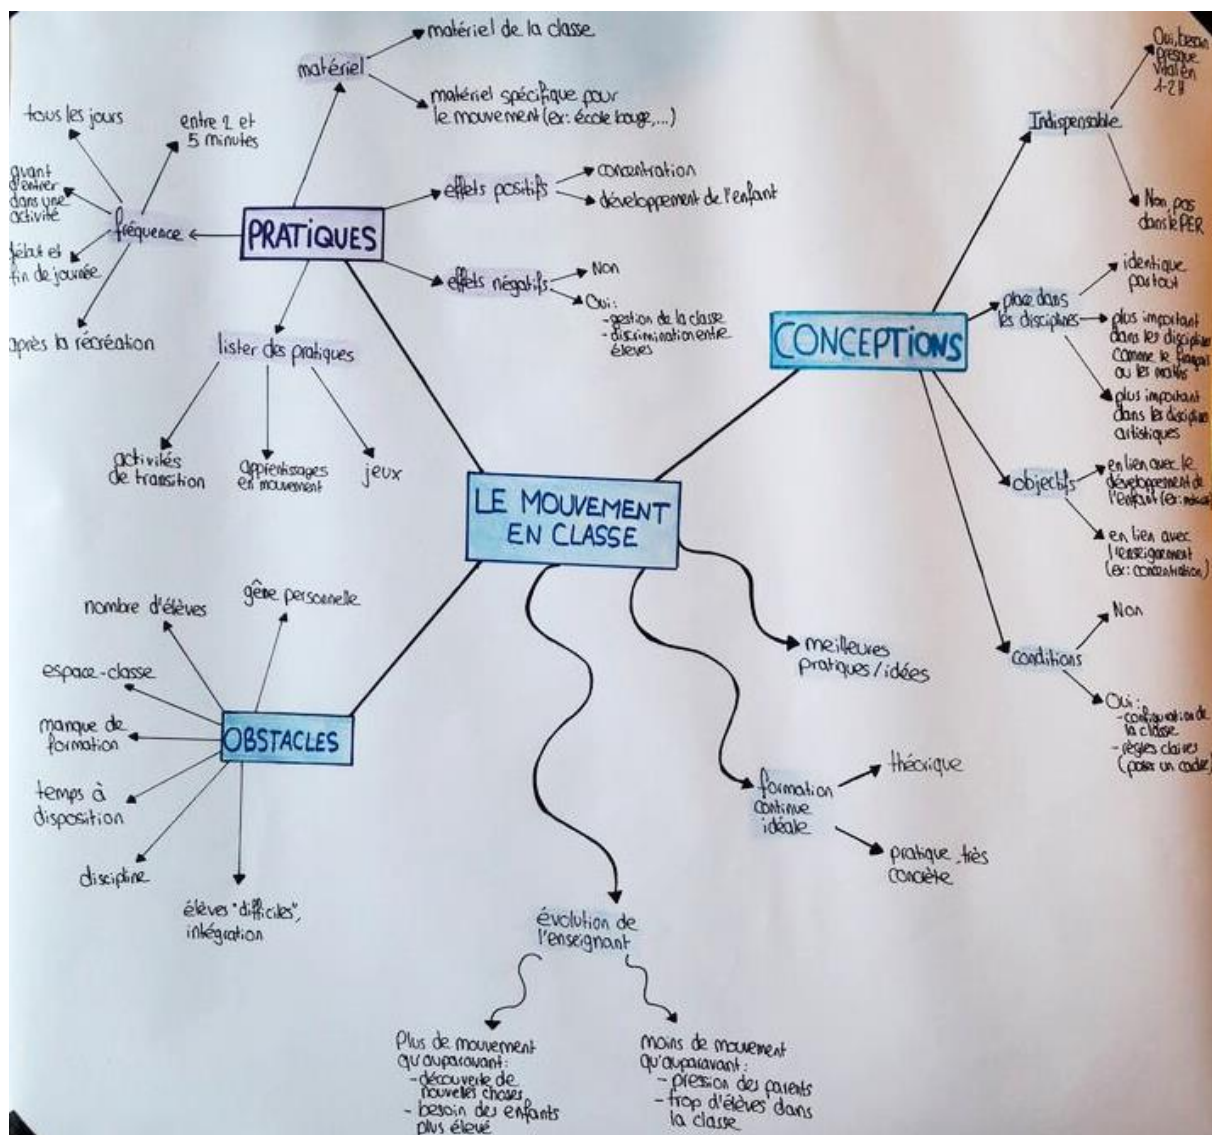 matériel
matériel de la classe
matériel spécifique pour
le mouvement (ex: école bouge,...)
tous les jours
entre 2 et
5 minutes
avant
d'entrer
dans une
activité
fréquence
début et
fin de journée
après la récréation
PRATIQUES
effets positifs
concentration
développement de l'enfant
effets négatifs:
Non
Oui:
-gestion de la classe
-discrimination entre
élèves
lister des pratiques
activités
de transition
apprentissages
en mouvement
jeux
LE MOUVEMENT
EN CLASSE
CONCEPTIONS
Indispensable
Oui, besoin
presque
vital en
1-2H
Non, pas
dans le PER
place dans
les disciplines
identique
partout
plus important
dans les disciplines
comme le français
ou les maths
plus important
dans les disciplines
artistiques
objectifs
en lien avec le
développement de
l'enfant (ex:
en lien avec
l'enseignement
(ex: concentration)
conditions
Non
Oui:
-configuration de
la classe
-règles claires
(poser un cadre)
OBSTACLES
nombre d'élèves
gêne personnelle
espace-classe
manque de
formation
temps à
disposition
discipline
élèves "difficiles",
intégration
meilleures
pratiques/idées
formation
continue
idéale
théorique
pratique, très
concrète
évolution de
l'enseignant
Plus de mouvement
qu'auparavant:
-découverte de
nouvelles choses
- besoin des enfants
plus élevé
moins de mouvement
qu'auparavant:
- pression des parents
- trop d'élèves dans
la classe